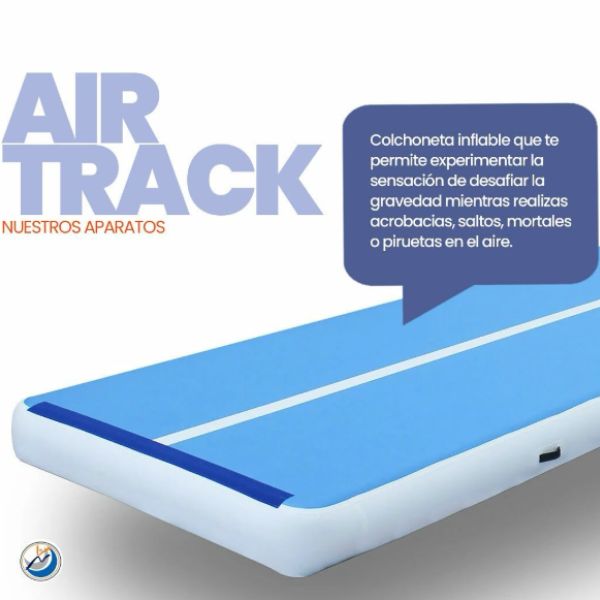 AIR
TRACK
NUESTROS APARATOS
Colchoneta inflable que te
permite experimentar la
sensación de desafiar la
gravedad mientras realizas
acrobacias, saltos, mortales
o piruetas en el aire.